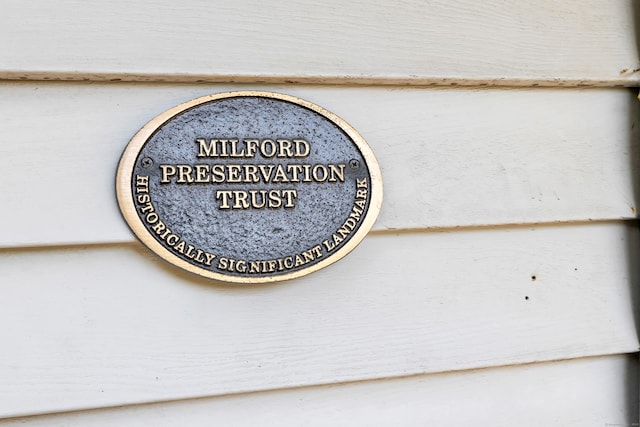 MILFORD
PRESERVATION
TRUST
HISTORICALLY SIGNIFICANT LANDMARK